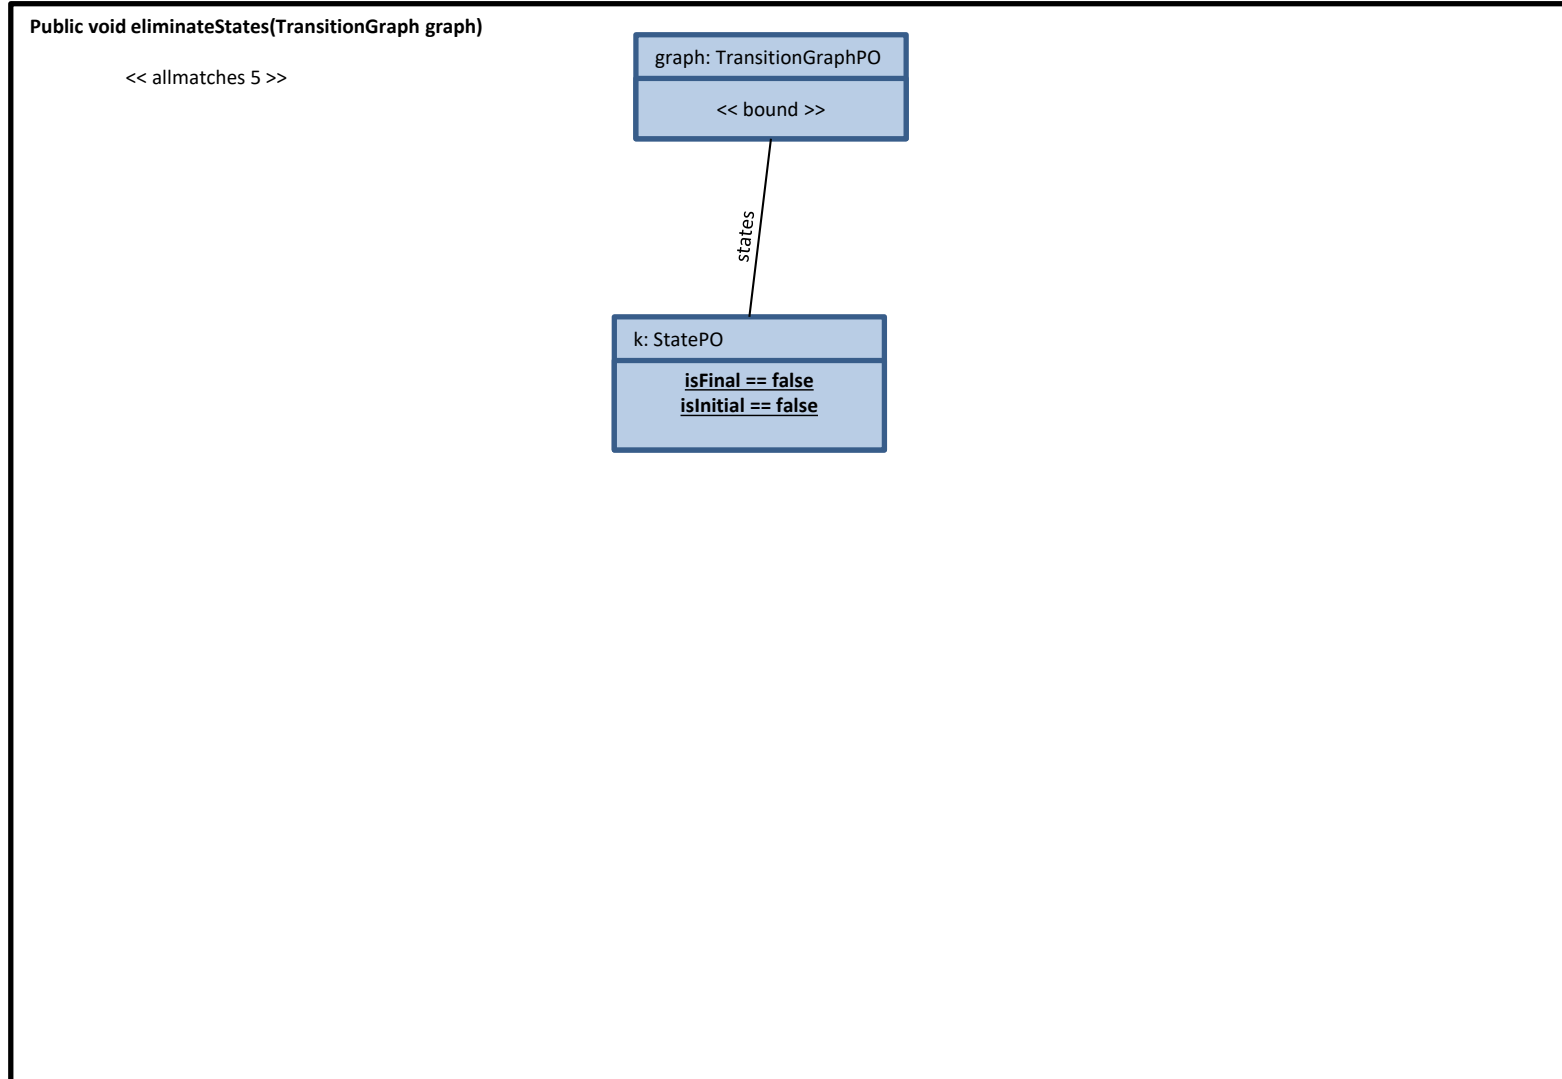 Public void eliminateStates(TransitionGraph graph)
<< allmatches 5 >>
graph: TransitionGraphPO
<< bound >>
states
k: StatePO
isFinal == false
isInitial == false